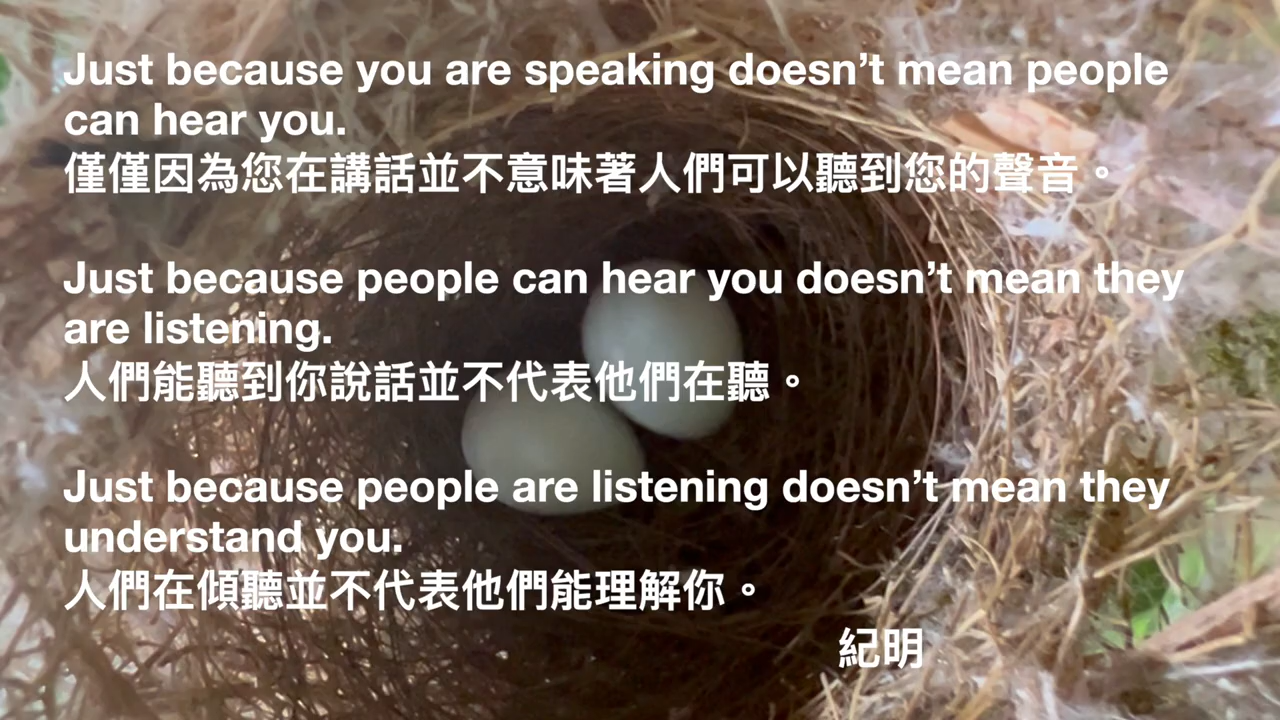 Just because you are speaking doesn’t mean people
can hear you.
僅僅因為您在講話並不意味著人們可以聽到您的聲音。
Just because people can hear you doesn’t mean they
are listening.
人們能聽到你說話並不代表他們在聽。
Just because people are listening doesn’t mean they
understand you.
人們在傾聽並不代表他們能理解你。
紀明